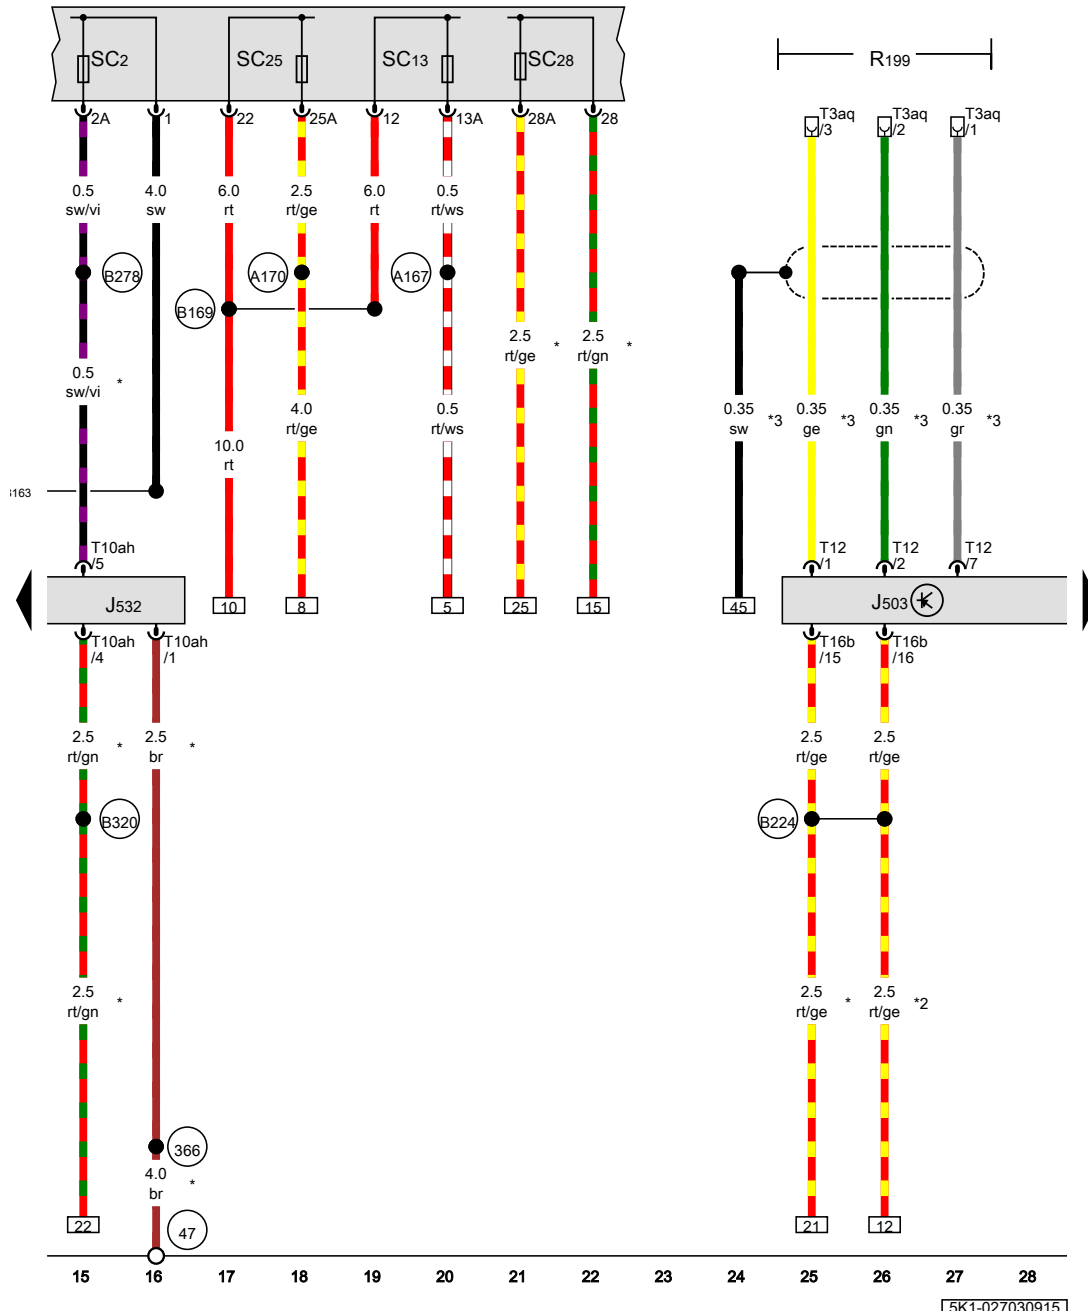 SC2 SC25 SC13 SC28
R199
2A 1 22 25A 12 13A 28A 28
T3aq /3 T3aq /2 T3aq /1
0.5 sw/vi
4.0 sw
6.0 rt
2.5 rt/ge
6.0 rt
0.5 rt/ws
B278 A170 A167
B169
2.5 rt/ge *
2.5 rt/gn *
0.5 sw/vi *
4.0 rt/ge
0.5 rt/ws
0.35 sw *3
0.35 ge *3
0.35 gn *3
0.35 gr *3
10.0 rt
T10ah /5
T12 /1 T12 /2 T12 /7
J532
10 8 5 25 15 45
J503
T10ah /4 T10ah /1
T16b /15 T16b /16
2.5 rt/gn *
2.5 br *
2.5 rt/ge
2.5 rt/ge
B320
B224
2.5 rt/gn *
2.5 rt/ge *
2.5 rt/ge *2
366
4.0 br *
22
47
21 12
15 16 17 18 19 20 21 22 23 24 25 26 27 28
5K1-027030915